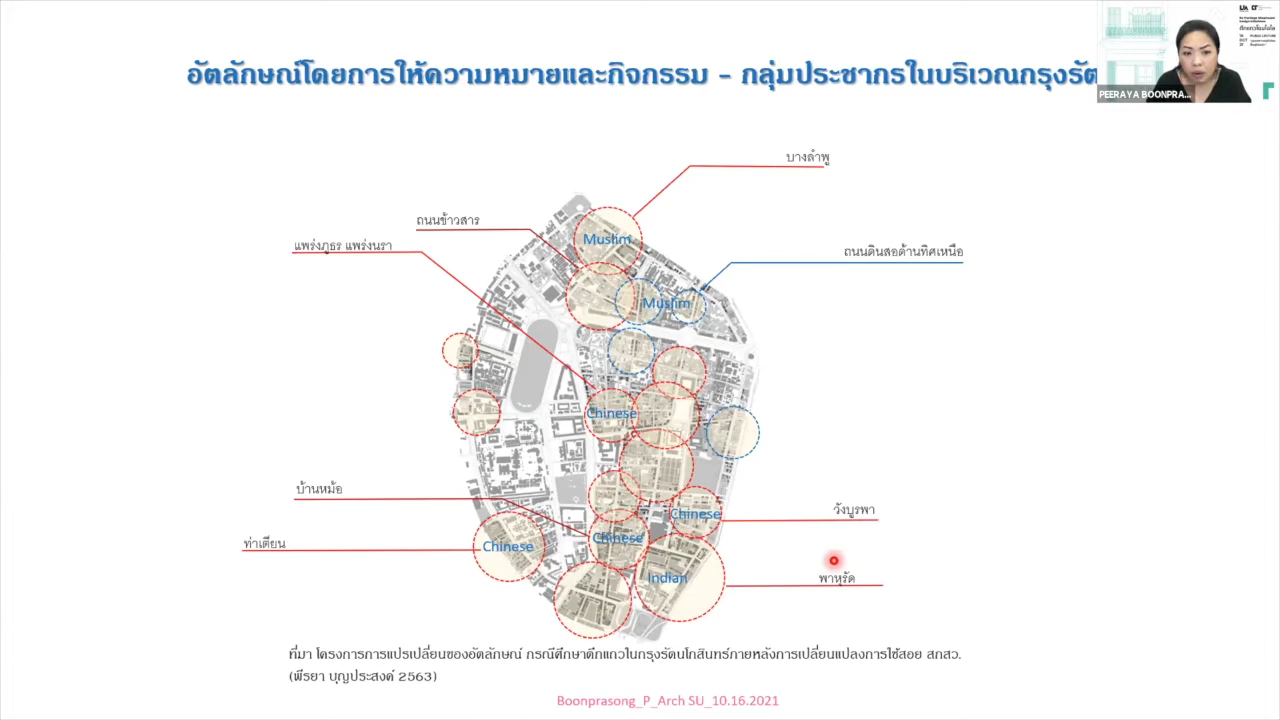 อัตลักษณ์โดยการให้ความหมายและกิจกรรม – กลุ่มประชากรในบริเวณกรุงรัต
PEERAYA BOONPRA...
บางลำพู
ถนนข้าวสาร
แพร่งภูธร แพร่งนรา
ถนนดินสอด้านทิศเหนือ
Muslim
Muslim
Chinese
บ้านหม้อ
วังบูรพา
Chinese
Chinese
ท่าเตียน
Chinese
Indian
พาหุรัด
ที่มา โครงการการแปรเปลี่ยนของอัตลักษณ์ กรณีศึกษาตึกแถวในกรุงรัตนโกสินทร์ภายหลังการเปลี่ยนแปลงการใช้สอย สกสว.
(พีรยา บุญประสงค์ 2563)
Boonprasong_P_Arch SU_10.16.2021